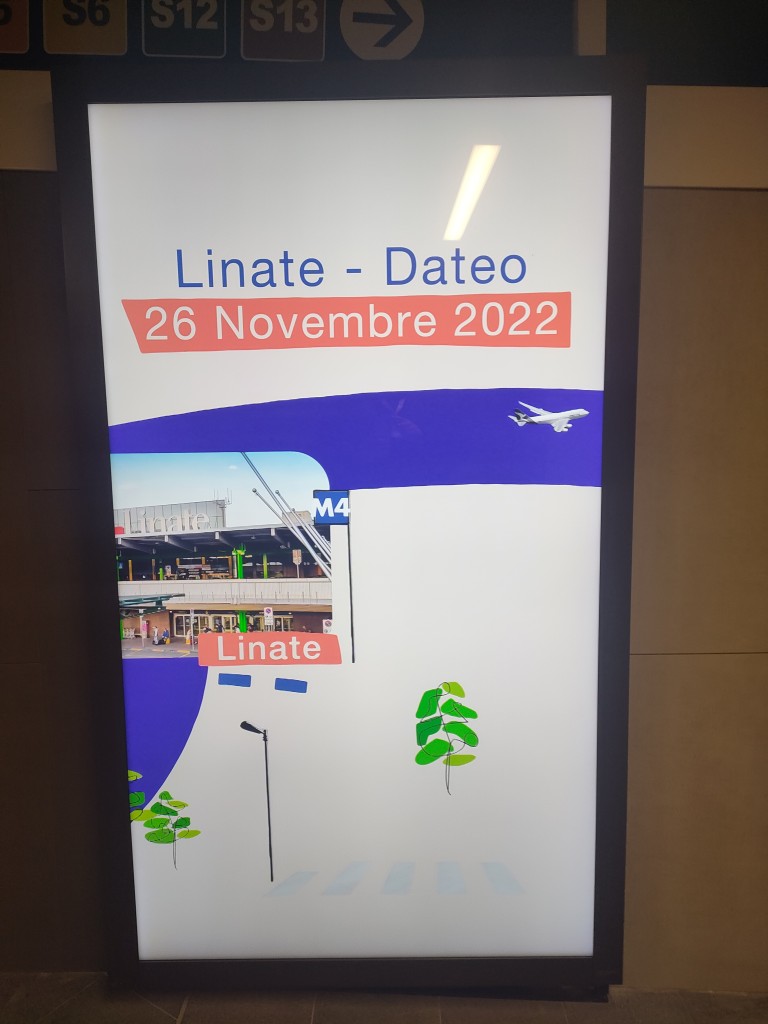 S6
S12
S13
Linate - Dateo
26 Novembre 2022
Linate
M4
Linate